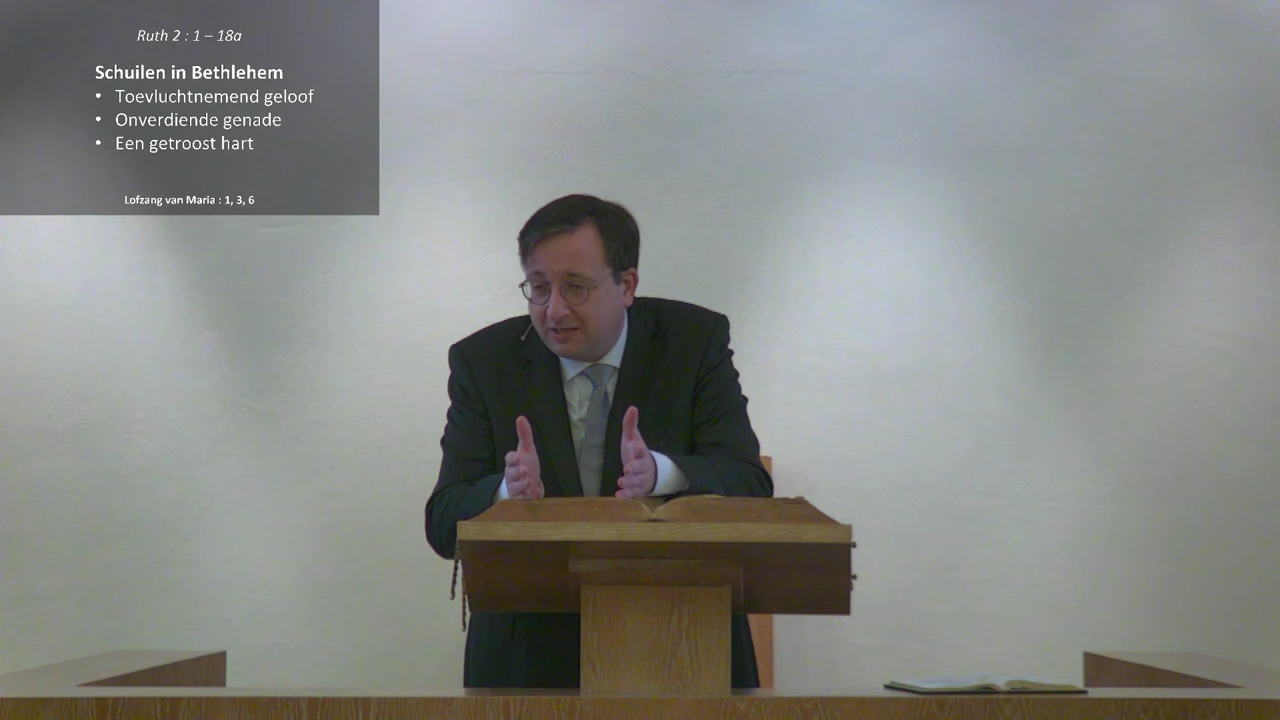 Ruth 2 : 1 – 18a
Schuilen in Bethlehem
• Toevluchtnemend geloof
• Onverdiende genade
• Een getroost hart
Lofzang van Maria : 1, 3, 6